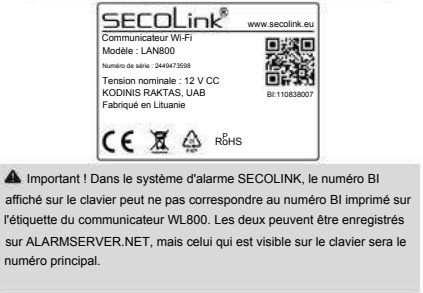 SECOLink®
www.secolink.eu
Communicateur Wi-Fi
Modèle : LAN800
Numéro de série : 2449473598
Tension nominale : 12 V CC
KODINIS RAKTAS, UAB
Fabriqué en Lituanie
BI:110838007
CE
RoHS
Important ! Dans le système d'alarme SECOLINK, le numéro BI
affiché sur le clavier peut ne pas correspondre au numéro BI imprimé sur
l'étiquette du communicateur WL800. Les deux peuvent être enregistrés
sur ALARMSERVER.NET, mais celui qui est visible sur le clavier sera le
numéro principal.